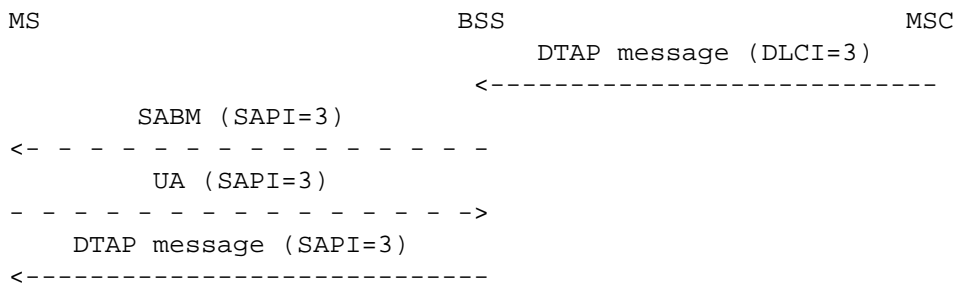 MS BSS MSC
DTAP message (DLCI=3)
<----------------------------
SABM (SAPI=3)
<- - - - - - - - - - - - - - -
UA (SAPI=3)
- - - - - - - - - - - - - - ->
DTAP message (SAPI=3)
<-----------------------------